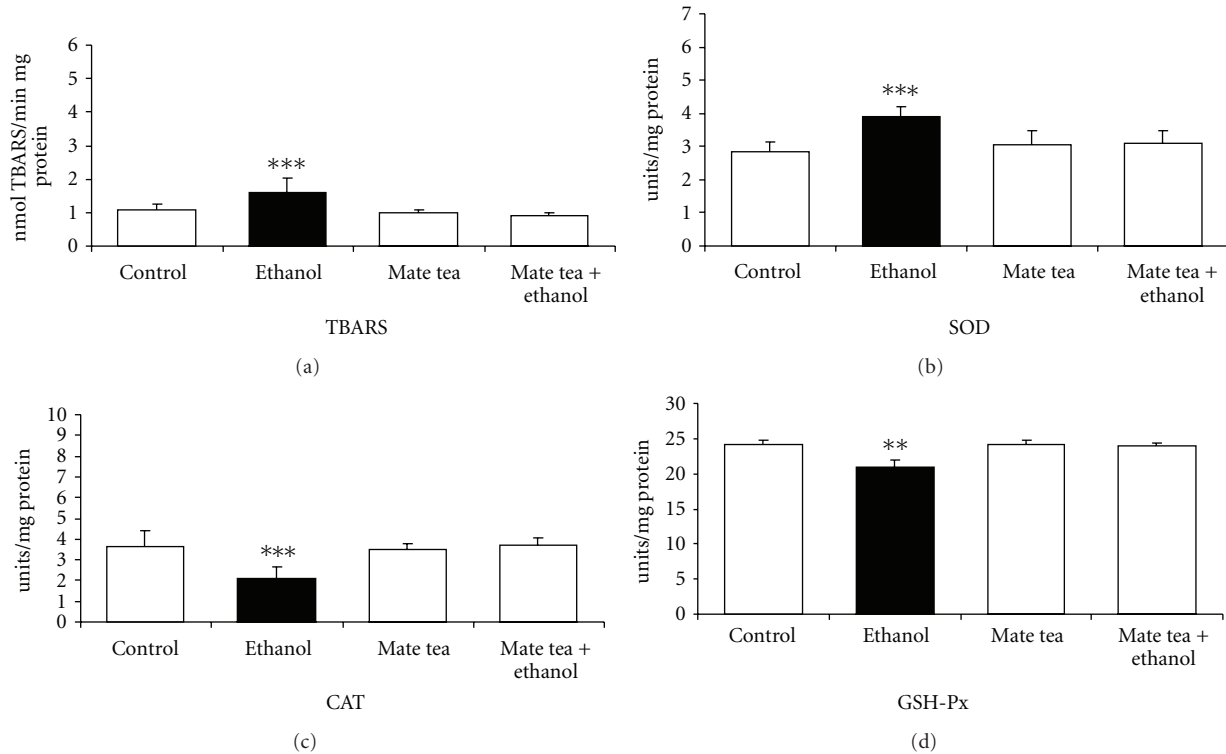 nmol TBARS/min mg
protein
6
5
4
3
2
1
0
***
Control
Ethanol
Mate tea
Mate tea +
ethanol
TBARS
(a)
units/mg protein
7
6
5
4
3
2
1
0
***
Control
Ethanol
Mate tea
Mate tea +
ethanol
SOD
(b)
units/mg protein
10
9
8
7
6
5
4
3
2
1
0
***
Control
Ethanol
Mate tea
Mate tea +
ethanol
CAT
(c)
units/mg protein
30
25
20
15
10
5
0
**
Control
Ethanol
Mate tea
Mate tea +
ethanol
GSH-Px
(d)